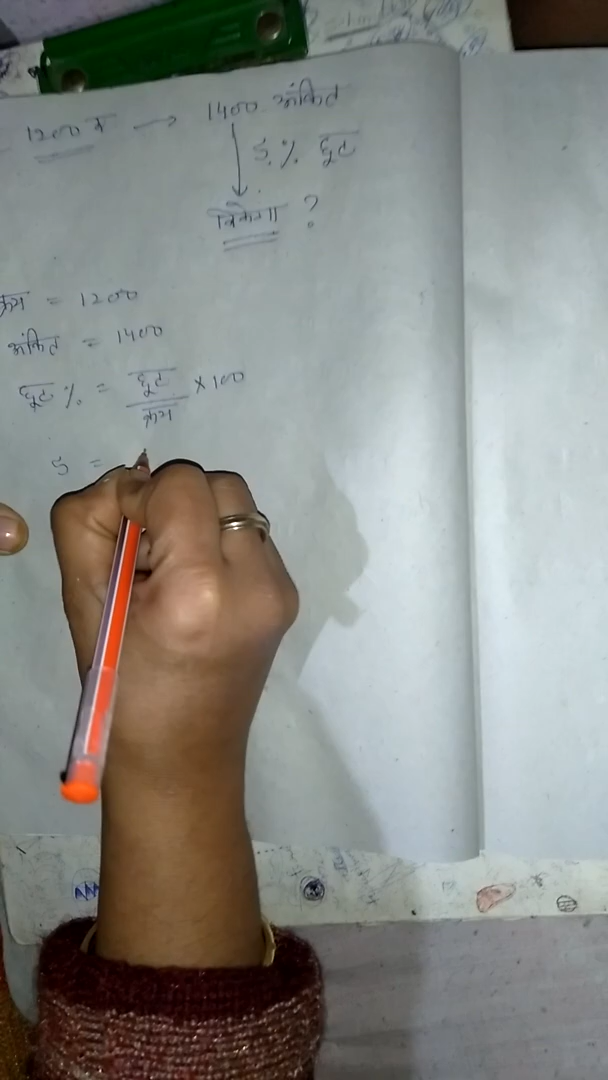 1200 में → 1400 अंकित
5 % छूट
बिकेगा ?
क्रय = 1200
अंकित = 1400
छूट % = छूट/क्रय × 100
5 =